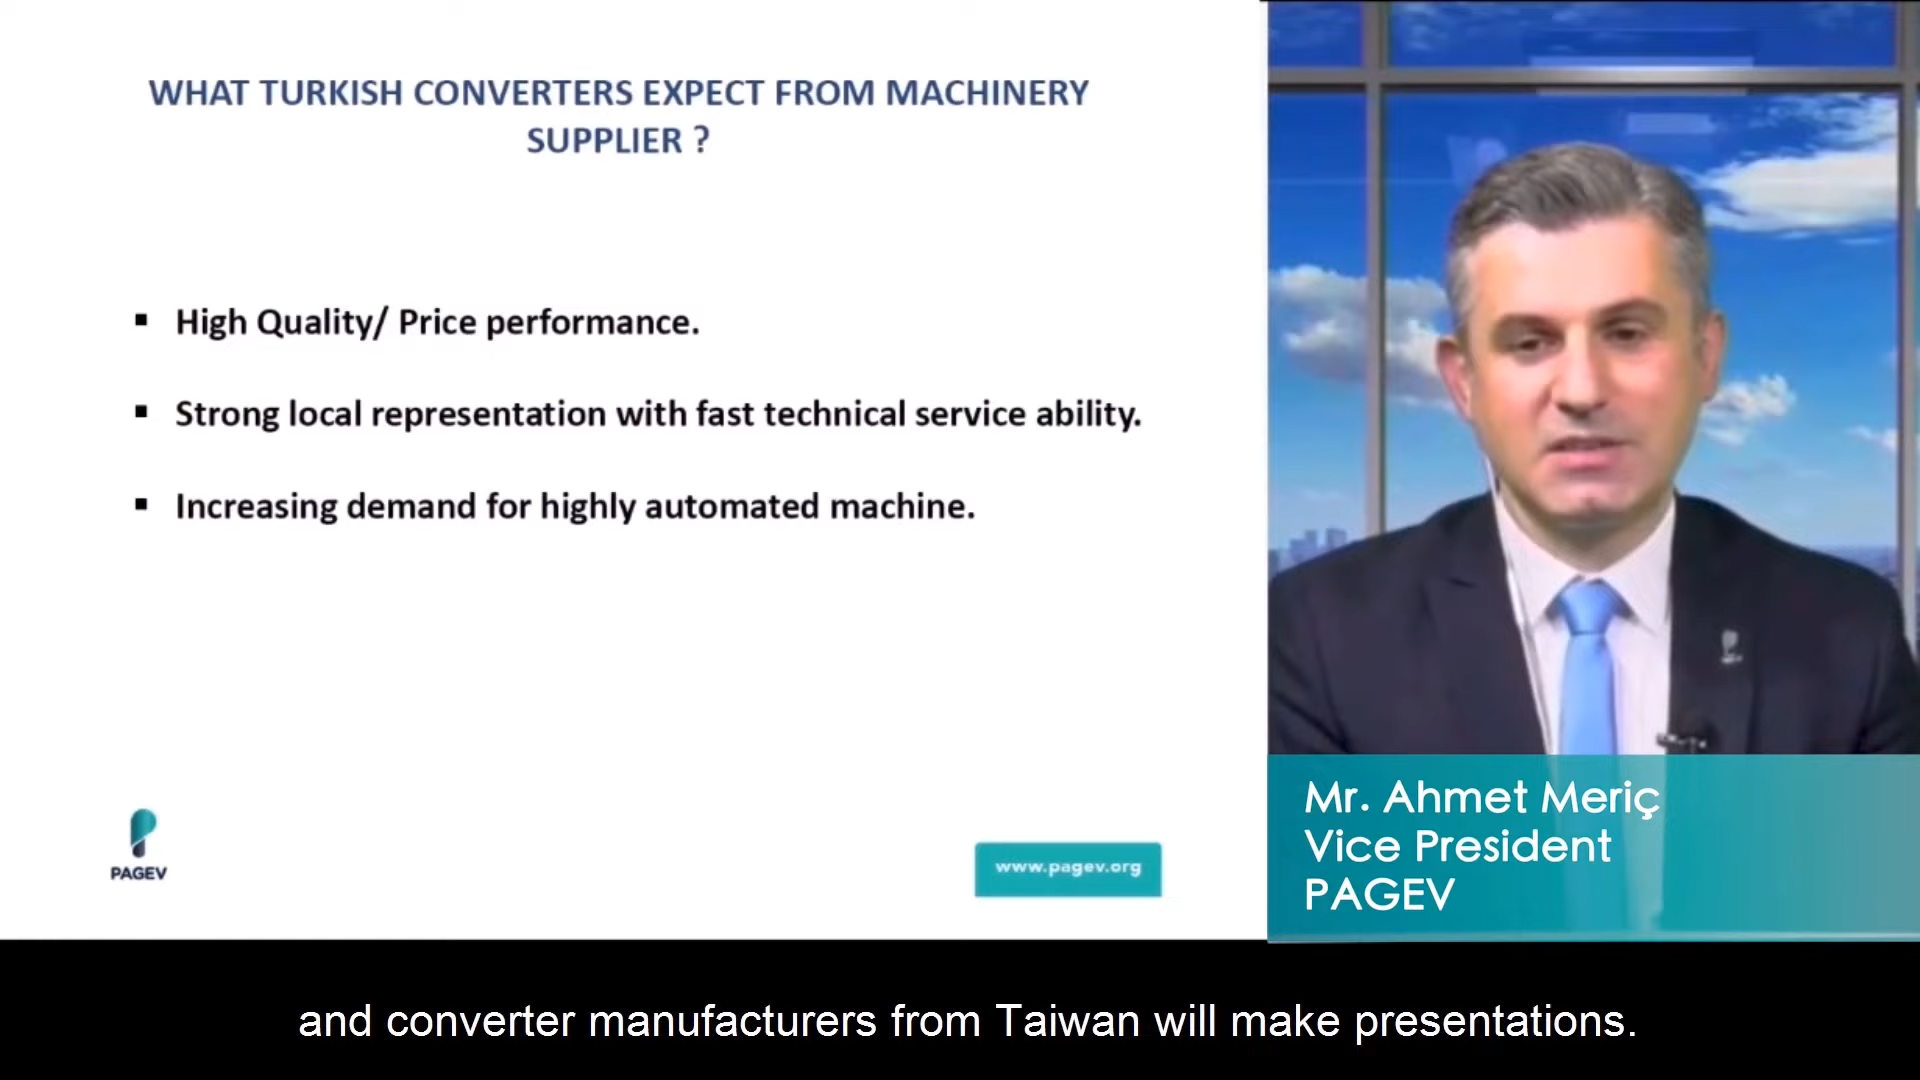 WHAT TURKISH CONVERTERS EXPECT FROM MACHINERY
SUPPLIER ?
▪ High Quality/ Price performance.
▪ Strong local representation with fast technical service ability.
▪ Increasing demand for highly automated machine.
PAGEV
www.pagev.org
Mr. Ahmet Meriç
Vice President
PAGEV
and converter manufacturers from Taiwan will make presentations.